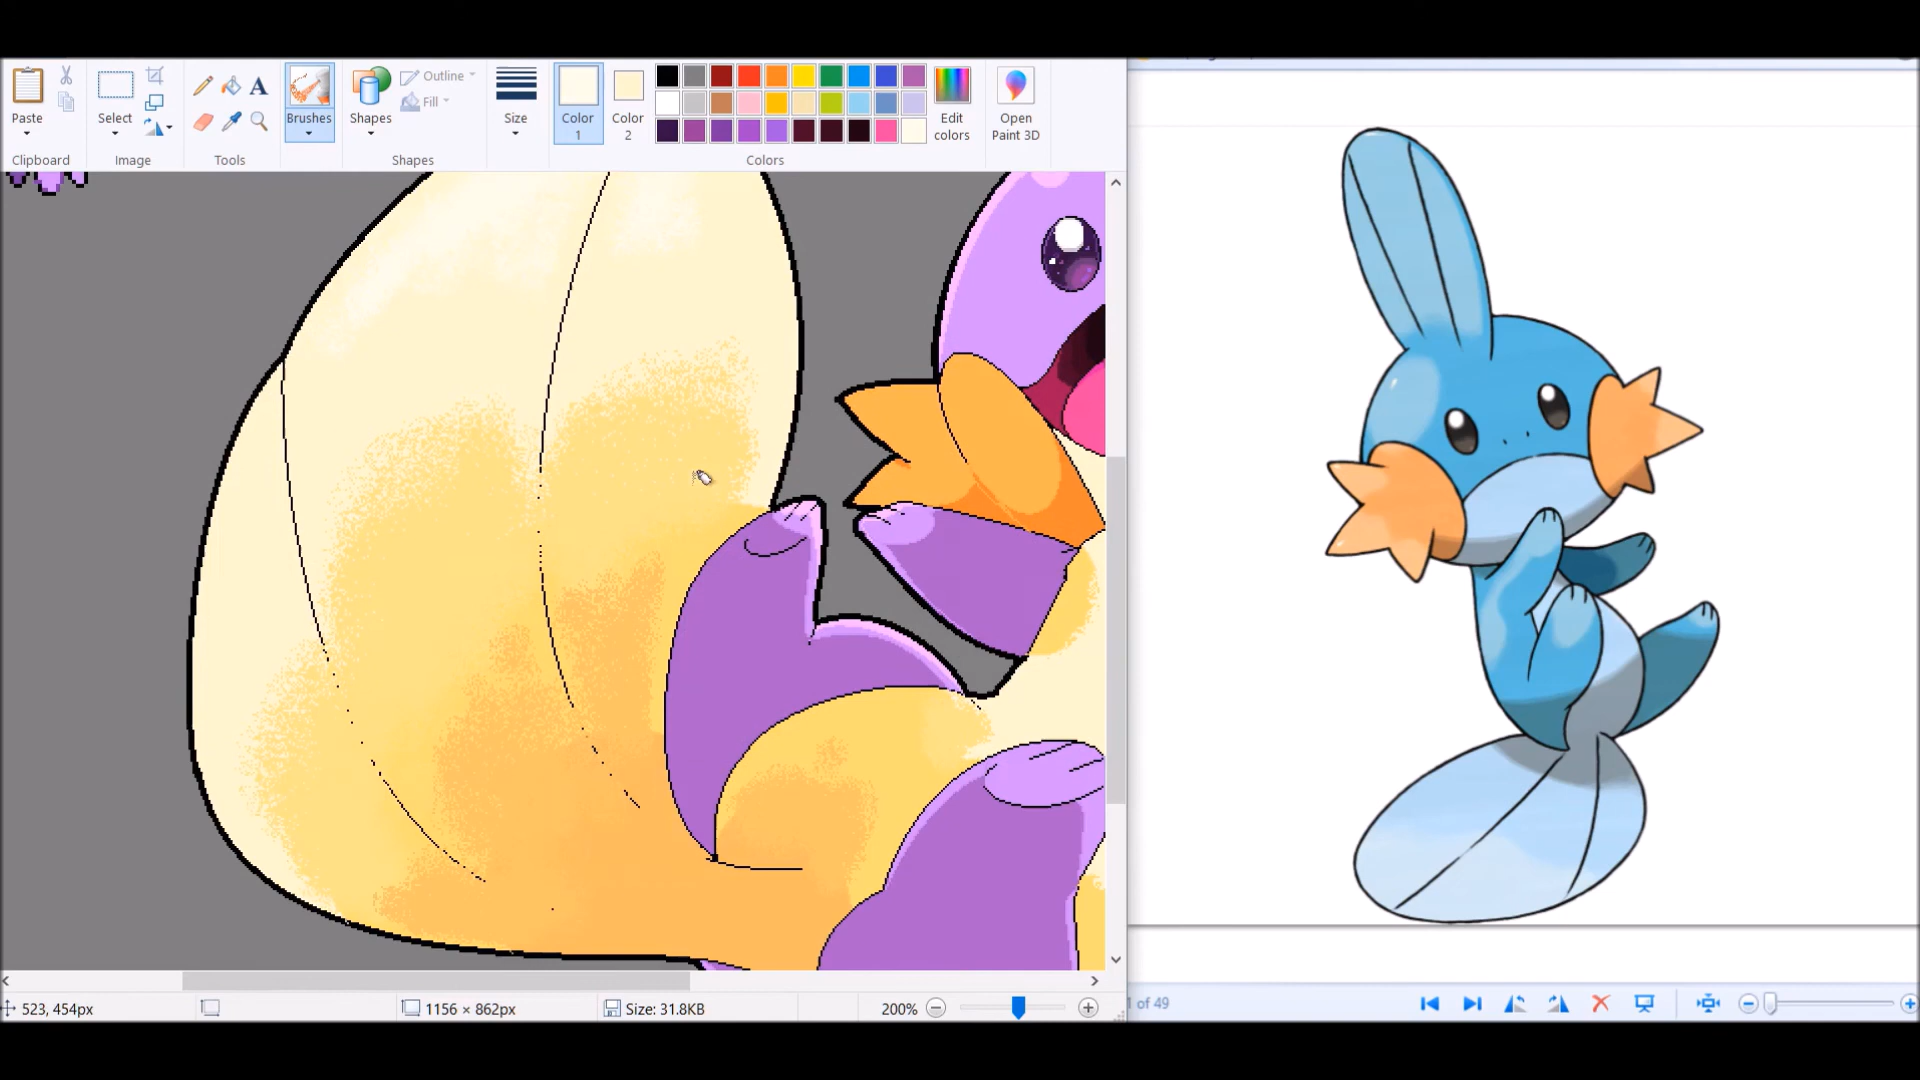 Paste
Select
A
Brushes
Shapes
Outline
Fill
Size
Color
1
Color
2
Edit
colors
Open
Paint 3D
Clipboard
Image
Tools
Shapes
Colors
523, 454px
1156 × 862px
Size: 31.8KB
200%
1 of 49